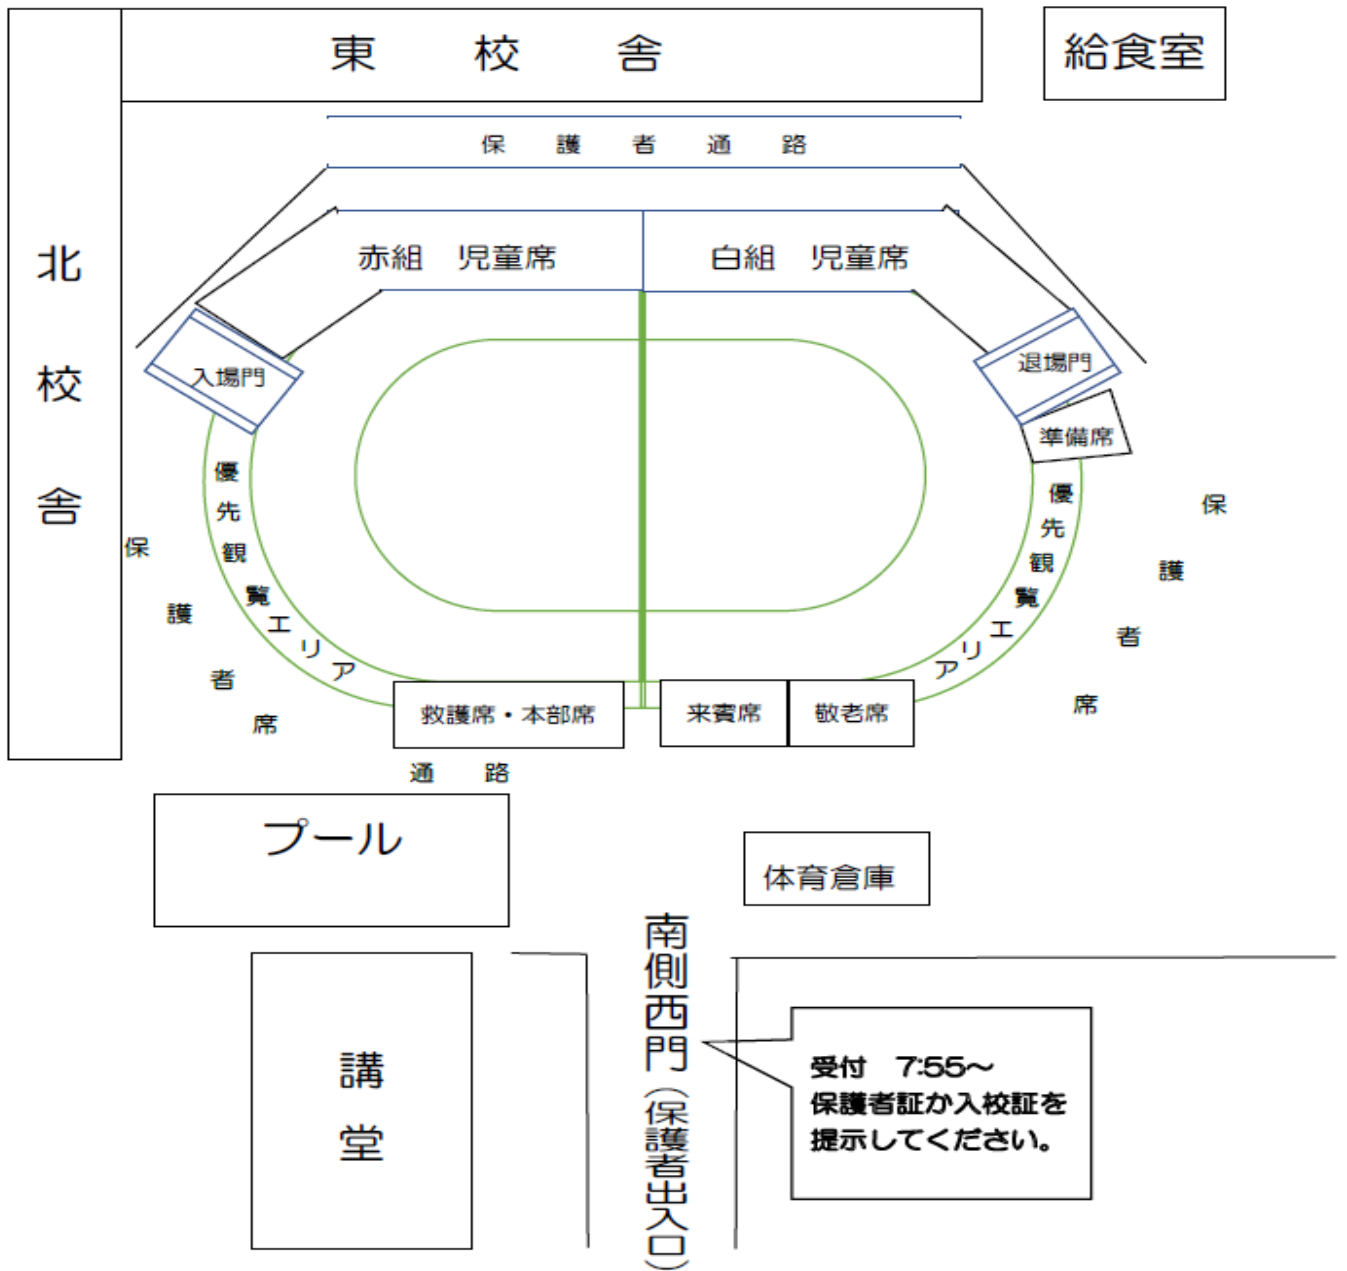 東校舎
給食室
保護者通路
北校舎
赤組 児童席
白組 児童席
入場門
退場門
準備席
優先観覧エリア
優先観覧エリア
保護者席
保護者席
救護席・本部席
来賓席
敬老席
通路
プール
体育倉庫
南側西門(保護者出入口)
講堂
受付 7:55~
保護者証か入校証を
提示してください。